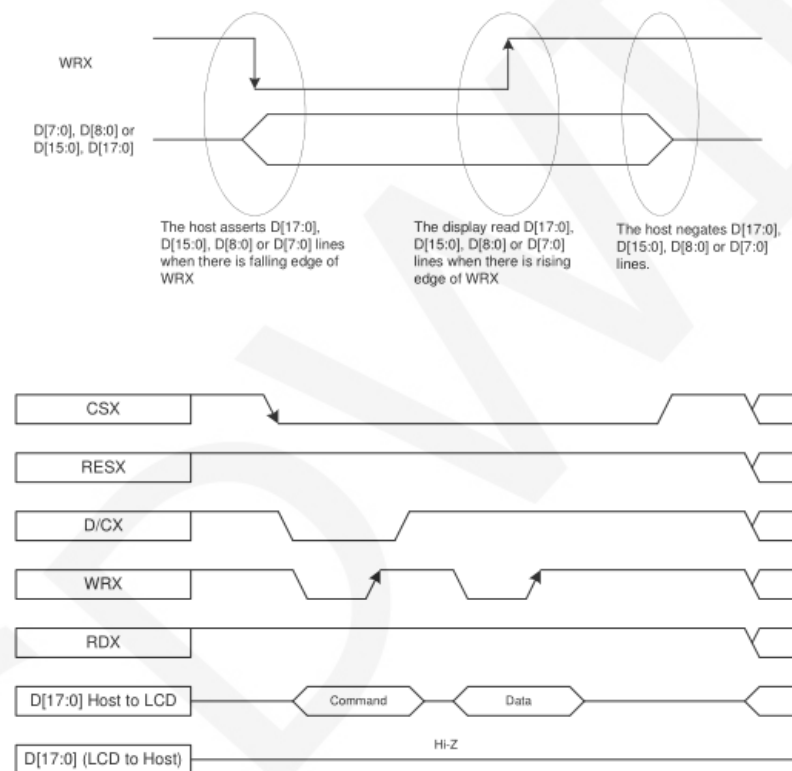 WRX
D[7:0], D[8:0] or
D[15:0], D[17:0]
The host asserts D[17:0],
D[15:0], D[8:0] or D[7:0] lines
when there is falling edge of
WRX
The display read D[17:0],
D[15:0], D[8:0] or D[7:0]
lines when there is rising
edge of WRX
The host negates D[17:0],
D[15:0], D[8:0] or D[7:0]
lines.
CSX
RESX
D/CX
WRX
RDX
D[17:0] Host to LCD
Command
Data
D[17:0] (LCD to Host)
Hi-Z